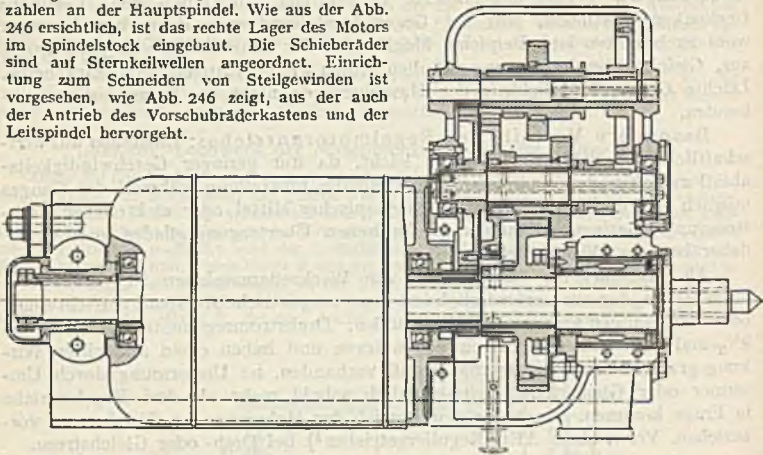 zahlen an der Hauptspindel. Wie aus der Abb.
246 ersichtlich, ist das rechte Lager des Motors
im Spindelstock eingebaut. Die Schieberäder
sind auf Sternkeilwellen angeordnet. Einrich-
tung zum Schneiden von Steilgewinden ist
vorgesehen, wie Abb. 246 zeigt, aus der auch
der Antrieb des Vorschubräderkastens und der
Leitspindel hervorgeht.